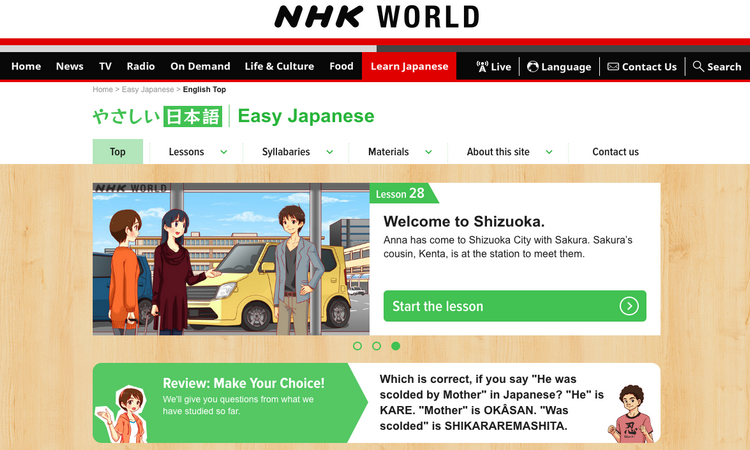 NHK WORLD
Home News TV Radio On Demand Life & Culture Food Learn Japanese Live Language Contact Us Search
Home > Easy Japanese > English Top
やさしい日本語 Easy Japanese
Top Lessons Syllabaries Materials About this site Contact us
NHK WORLD
Lesson 28
Welcome to Shizuoka.
Anna has come to Shizuoka City with Sakura. Sakura's
cousin, Kenta, is at the station to meet them.
Start the lesson
Review: Make Your Choice!
We'll give you questions from what we
have studied so far.
Which is correct, if you say "He was
scolded by Mother" in Japanese? "He" is
KARE. "Mother" is OKÂSAN. "Was
scolded" is SHIKARAREMASHITA.
忍